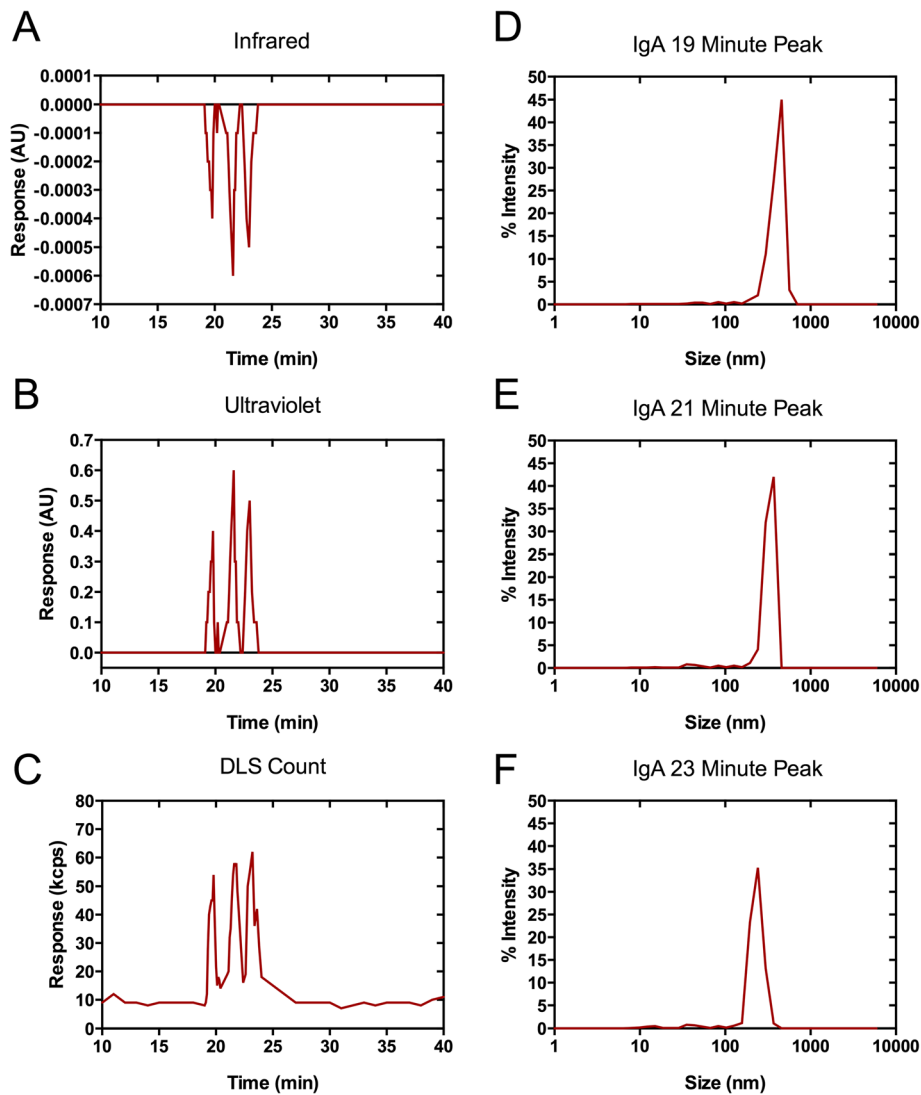 A
Infrared
0.0001
0.0000
-0.0001
-0.0002
-0.0003
-0.0004
-0.0005
-0.0006
-0.0007
Response (AU)
10 15 20 25 30 35 40
Time (min)
D
IgA 19 Minute Peak
50
45
40
35
30
25
20
15
10
5
0
% Intensity
1 10 100 1000 10000
Size (nm)
B
Ultraviolet
0.7
0.6
0.5
0.4
0.3
0.2
0.1
0.0
Response (AU)
10 15 20 25 30 35 40
Time (min)
E
IgA 21 Minute Peak
50
45
40
35
30
25
20
15
10
5
0
% Intensity
1 10 100 1000 10000
Size (nm)
C
DLS Count
80
70
60
50
40
30
20
10
0
Response (kcps)
10 15 20 25 30 35 40
Time (min)
F
IgA 23 Minute Peak
50
45
40
35
30
25
20
15
10
5
0
% Intensity
1 10 100 1000 10000
Size (nm)